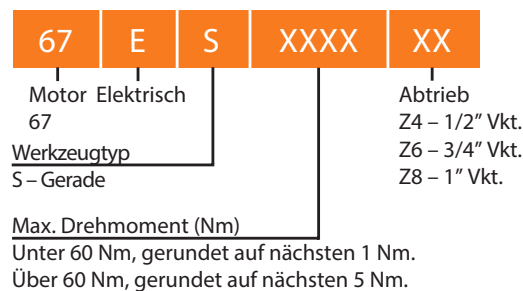 67 E S XXXX XX
Motor Elektrisch
67
Abtrieb
Z4 – 1/2” Vkt.
Z6 – 3/4” Vkt.
Z8 – 1” Vkt.
Werkzeugtyp
S – Gerade
Max. Drehmoment (Nm)
Unter 60 Nm, gerundet auf nächsten 1 Nm.
Über 60 Nm, gerundet auf nächsten 5 Nm.